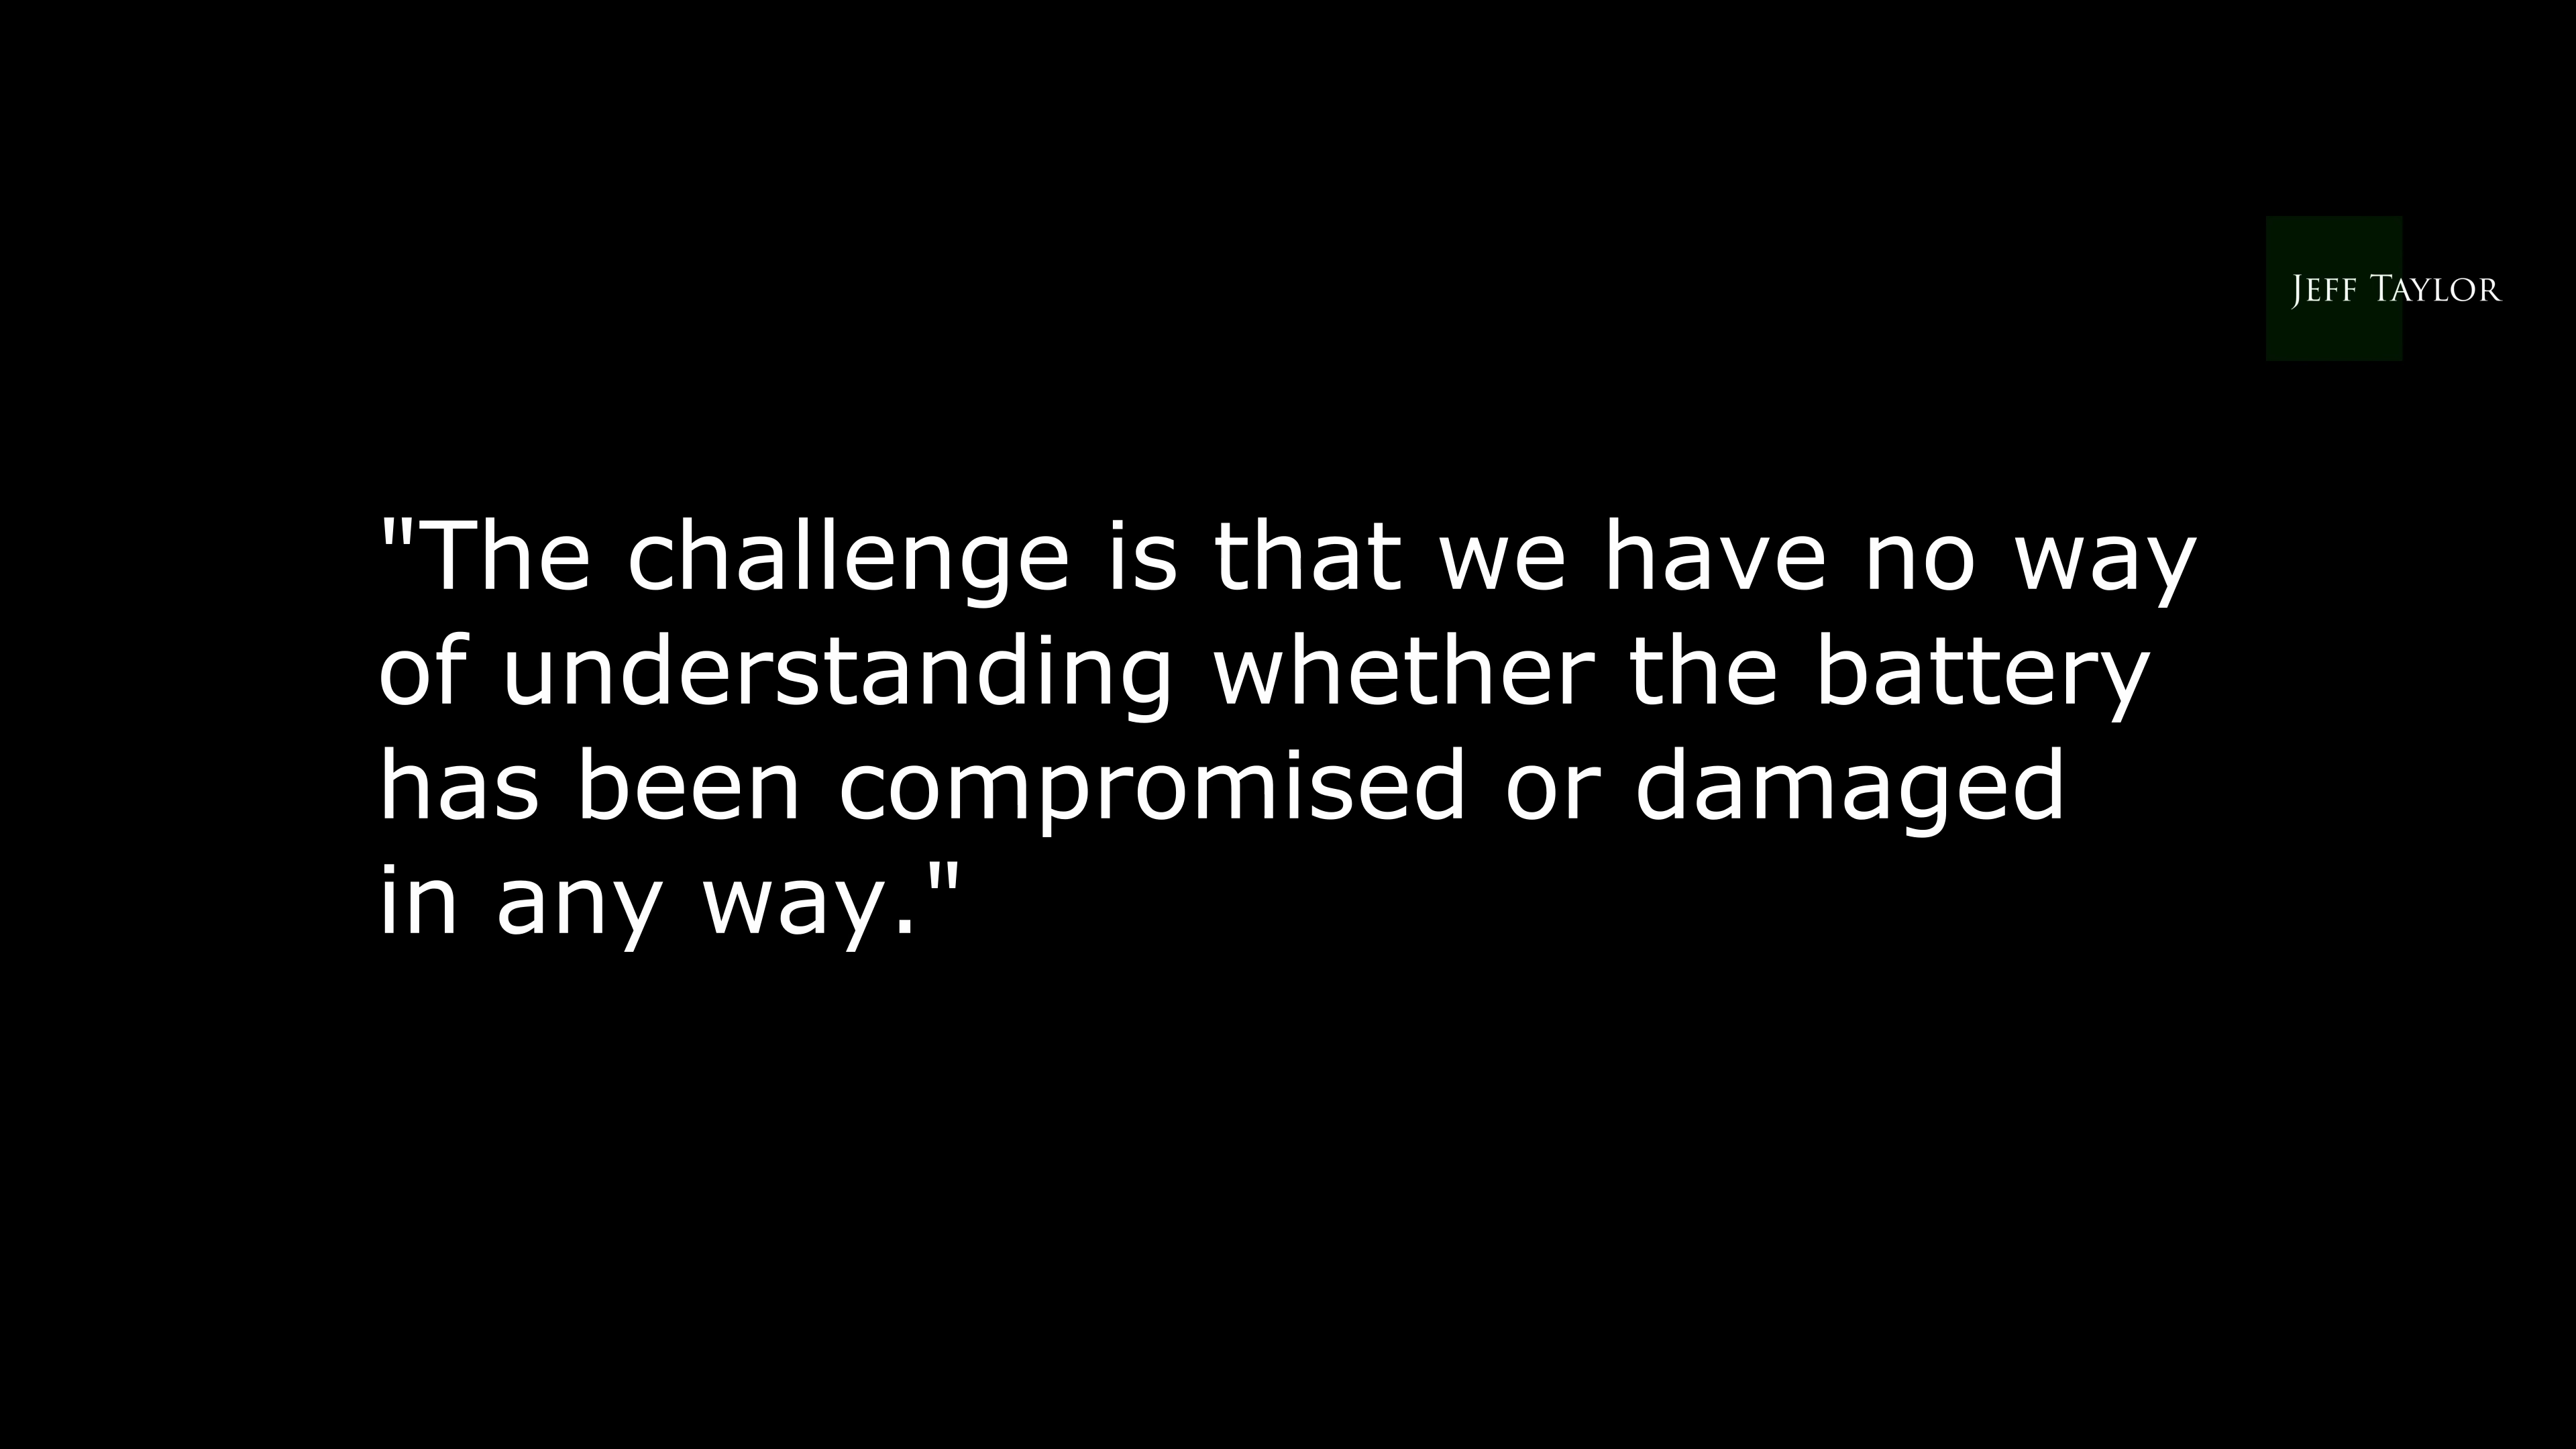 Jeff Taylor
"The challenge is that we have no way
of understanding whether the battery
has been compromised or damaged
in any way."